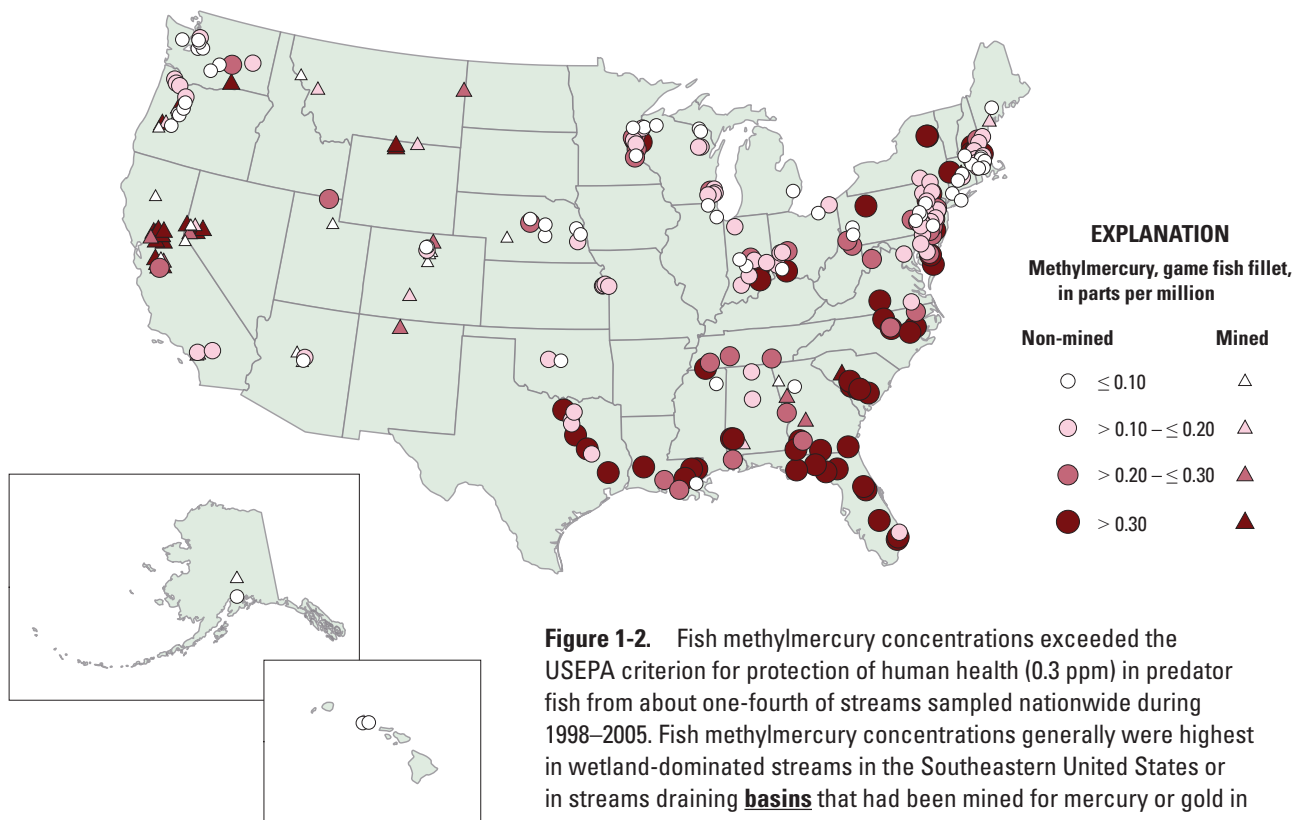 EXPLANATION
Methylmercury, game fish fillet,
in parts per million
Non-mined Mined
≤ 0.10
> 0.10 – ≤ 0.20
> 0.20 – ≤ 0.30
> 0.30
Figure 1-2. Fish methylmercury concentrations exceeded the
USEPA criterion for protection of human health (0.3 ppm) in predator
fish from about one-fourth of streams sampled nationwide during
1998–2005. Fish methylmercury concentrations generally were highest
in wetland-dominated streams in the Southeastern United States or
in streams draining basins that had been mined for mercury or gold in